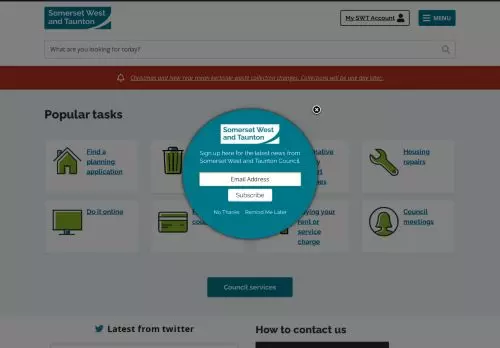 Somerset West
and Taunton
My SWT Account
MENU
What are you looking for today?
Christmas and New Year mean kerbside waste collection changes. Collections will be one day later.
Popular tasks
Find a
planning
application
Housing
repairs
Do it online
rent or
service
charge
Council
meetings
Somerset West
and Taunton
Sign up here for the latest news from
Somerset West and Taunton Council
Email Address
Subscribe
No Thanks
Remind Me Later
Council services
Latest from twitter
How to contact us